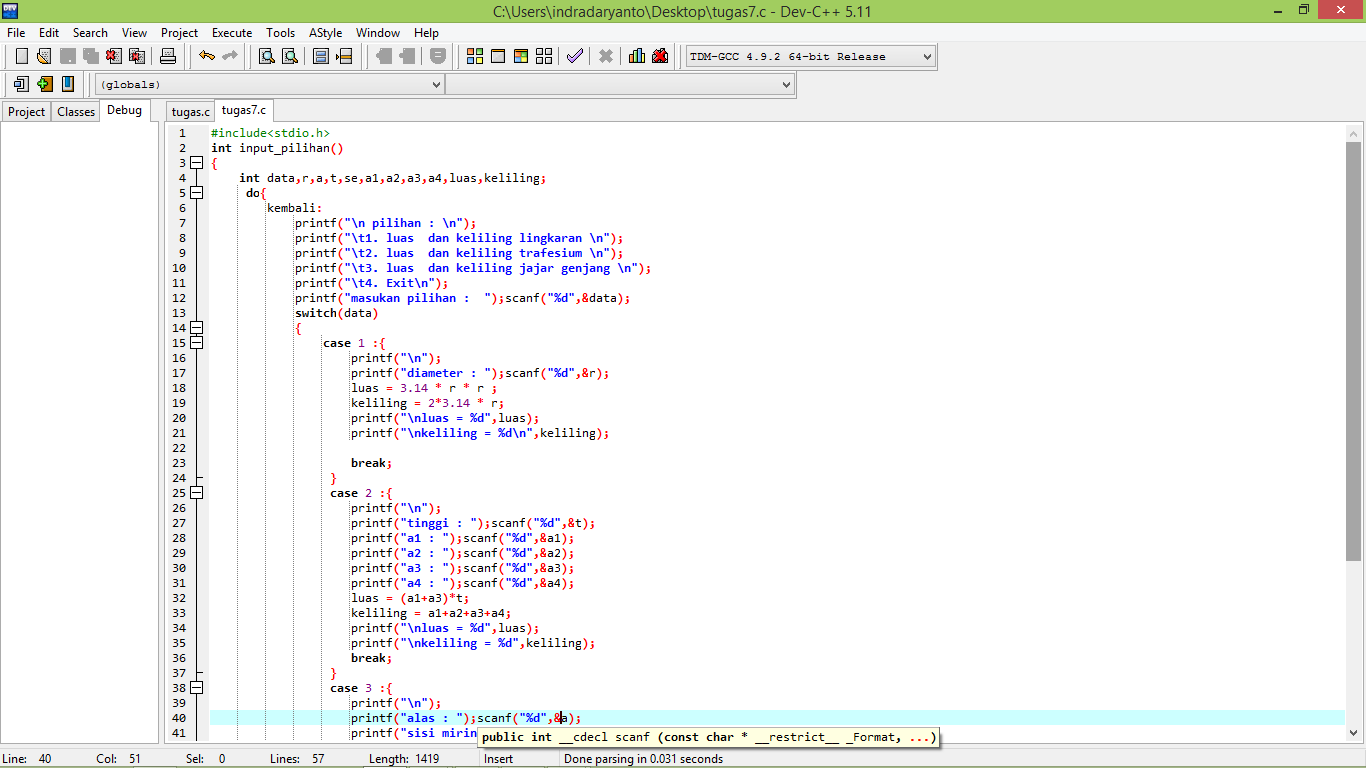 C:\Users\indradaryanto\Desktop\tugas7.c - Dev-C++ 5.11
File Edit Search View Project Execute Tools AStyle Window Help
TDM-GCC 4.9.2 64-bit Release
(globals)
Project Classes Debug tugas.c tugas7.c
1 #include<stdio.h>
2 int input_pilihan()
3 {
4 int data,r,a,t,se,a1,a2,a3,a4,luas,keliling;
5 do{
6 kembali:
7 printf("\n pilihan : \n");
8 printf("\t1. luas  dan keliling lingkaran \n");
9 printf("\t2. luas  dan keliling trafesium \n");
10 printf("\t3. luas  dan keliling jajar genjang \n");
11 printf("\t4. Exit\n");
12 printf("masukan pilihan :  ");scanf("%d",&data);
13 switch(data)
14 {
15 case 1 :{
16 printf("\n");
17 printf("diameter : ");scanf("%d",&r);
18 luas = 3.14 * r * r ;
19 keliling = 2*3.14 * r;
20 printf("\nluas = %d",luas);
21 printf("\nkeliling = %d\n",keliling);
22
23 break;
24 }
25 case 2 :{
26 printf("\n");
27 printf("tinggi : ");scanf("%d",&t);
28 printf("a1 : ");scanf("%d",&a1);
29 printf("a2 : ");scanf("%d",&a2);
30 printf("a3 : ");scanf("%d",&a3);
31 printf("a4 : ");scanf("%d",&a4);
32 luas = (a1+a3)*t;
33 keliling = a1+a2+a3+a4;
34 printf("\nluas = %d",luas);
35 printf("\nkeliling = %d",keliling);
36 break;
37 }
38 case 3 :{
39 printf("\n");
40 printf("alas : ");scanf("%d",&a);
41 printf("sisi mirin
public int __cdecl scanf (const char * __restrict__ _Format, ...)
Line: 40 Col: 51 Sel: 0 Lines: 57 Length: 1419 Insert Done parsing in 0.031 seconds